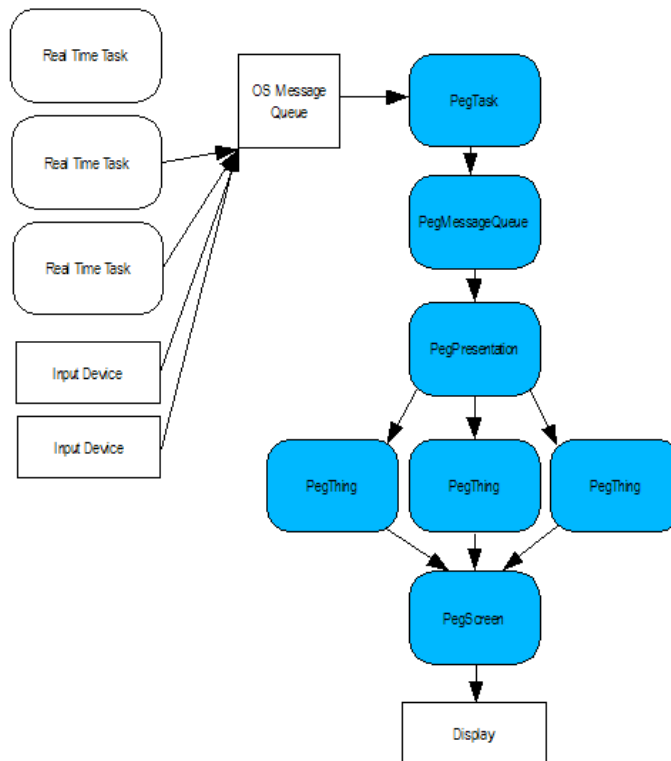 Real Time Task
OS Message
Queue
PegTask
Real Time Task
PegMessageQueue
Real Time Task
PegPresentation
Input Device
Input Device
PegThing
PegThing
PegThing
PegScreen
Display